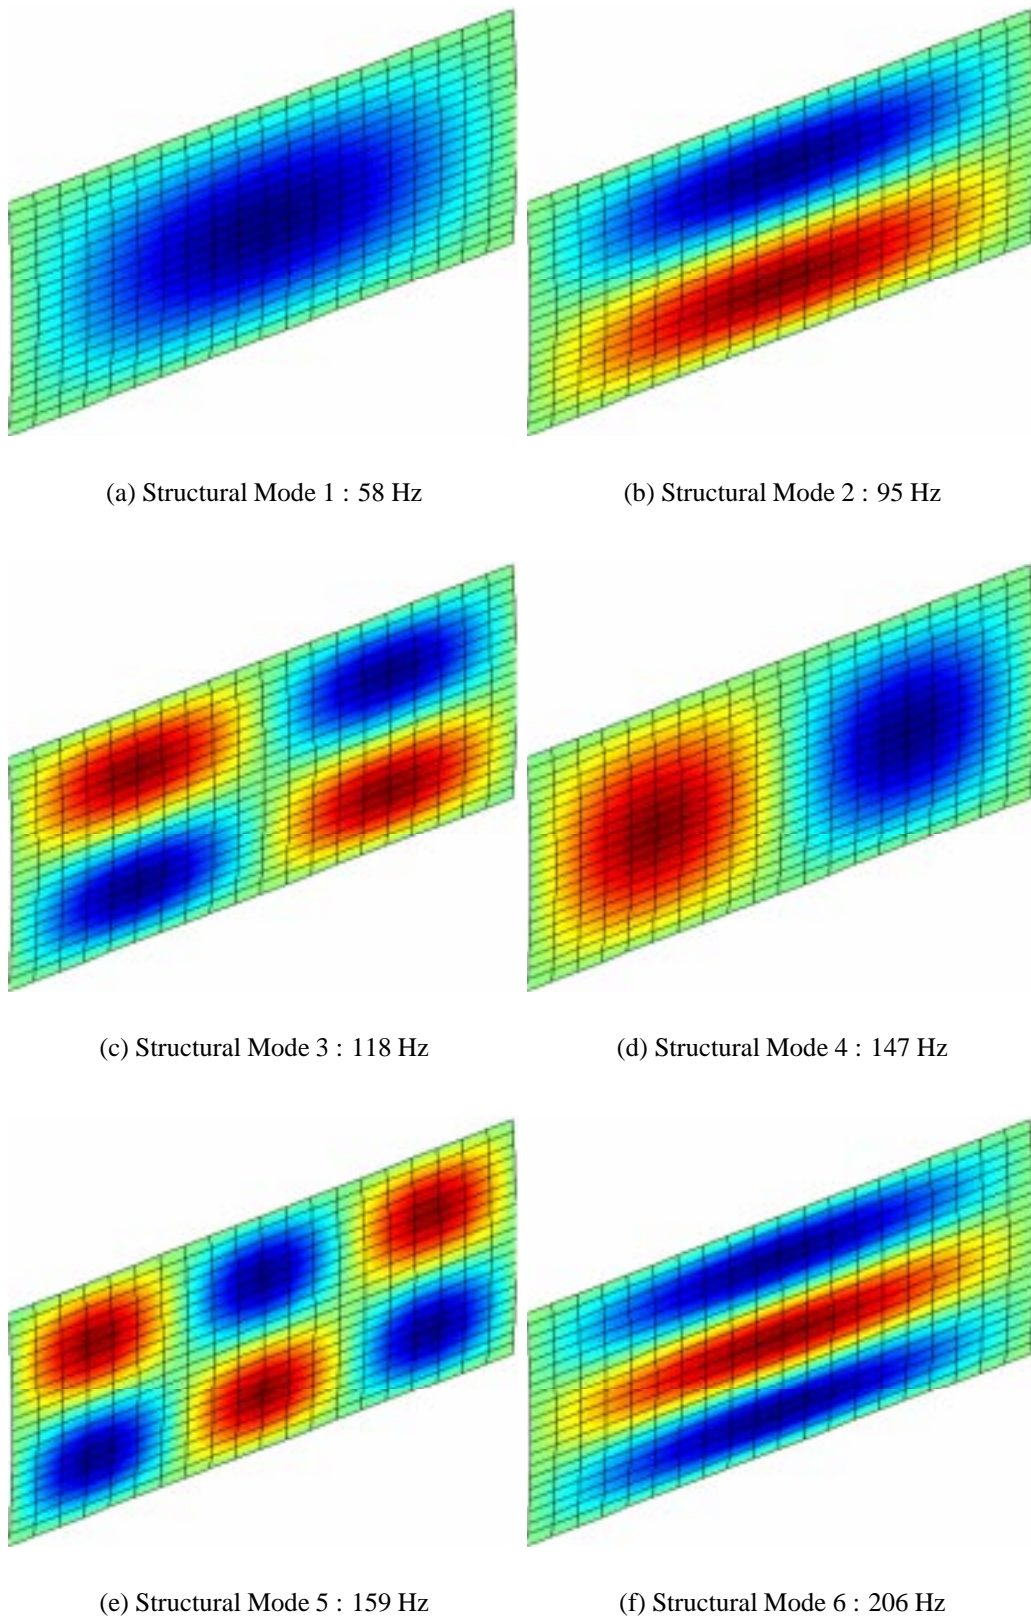 (a) Structural Mode 1 : 58 Hz
(b) Structural Mode 2 : 95 Hz
(c) Structural Mode 3 : 118 Hz
(d) Structural Mode 4 : 147 Hz
(e) Structural Mode 5 : 159 Hz
(f) Structural Mode 6 : 206 Hz